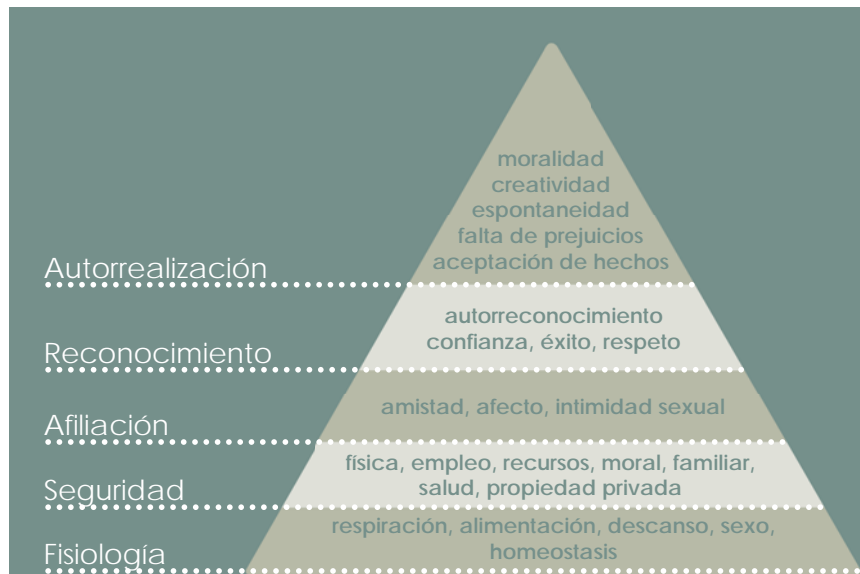 moralidad
creatividad
espontaneidad
falta de prejuicios
aceptación de hechos
Autorrealización
autorreconocimiento
confianza, éxito, respeto
Reconocimiento
amistad, afecto, intimidad sexual
Afiliación
física, empleo, recursos, moral, familiar,
salud, propiedad privada
Seguridad
respiración, alimentación, descanso, sexo,
homeostasis
Fisiología